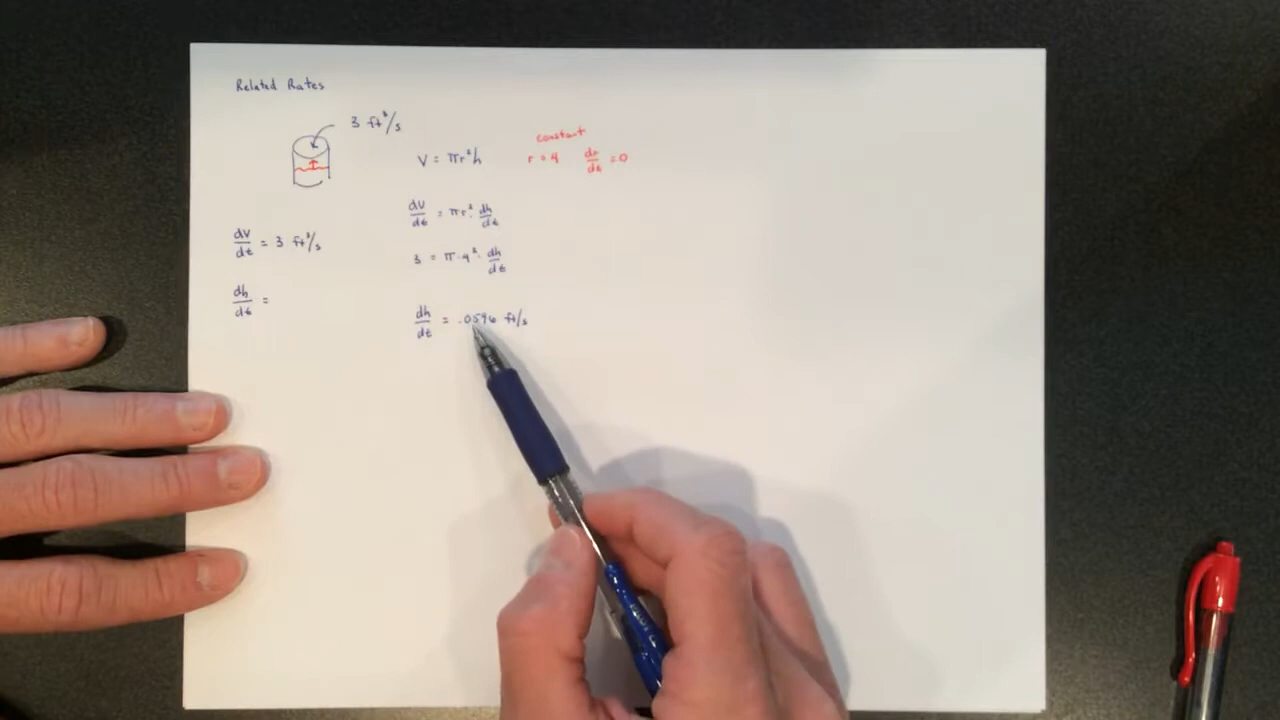 Related Rates
3 ft³/s
constant
V = πr²h
r = 4 dr/dt = 0
dV/dt = πr² · dh/dt
dV/dt = 3 ft³/s
3 = π · 4² · dh/dt
dh/dt =
dh/dt = .0596 ft/s